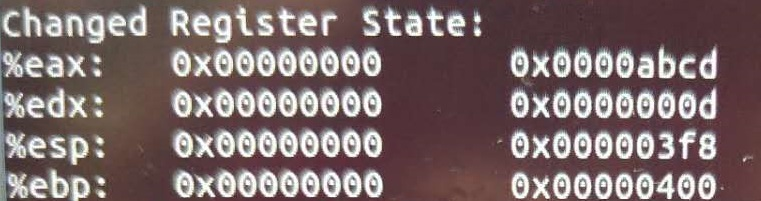 Changed Register State:
%eax: 0x00000000 0x0000abcd
%edx: 0x00000000 0x0000000d
%esp: 0x00000000 0x000003f8
%ebp: 0x00000000 0x00000400